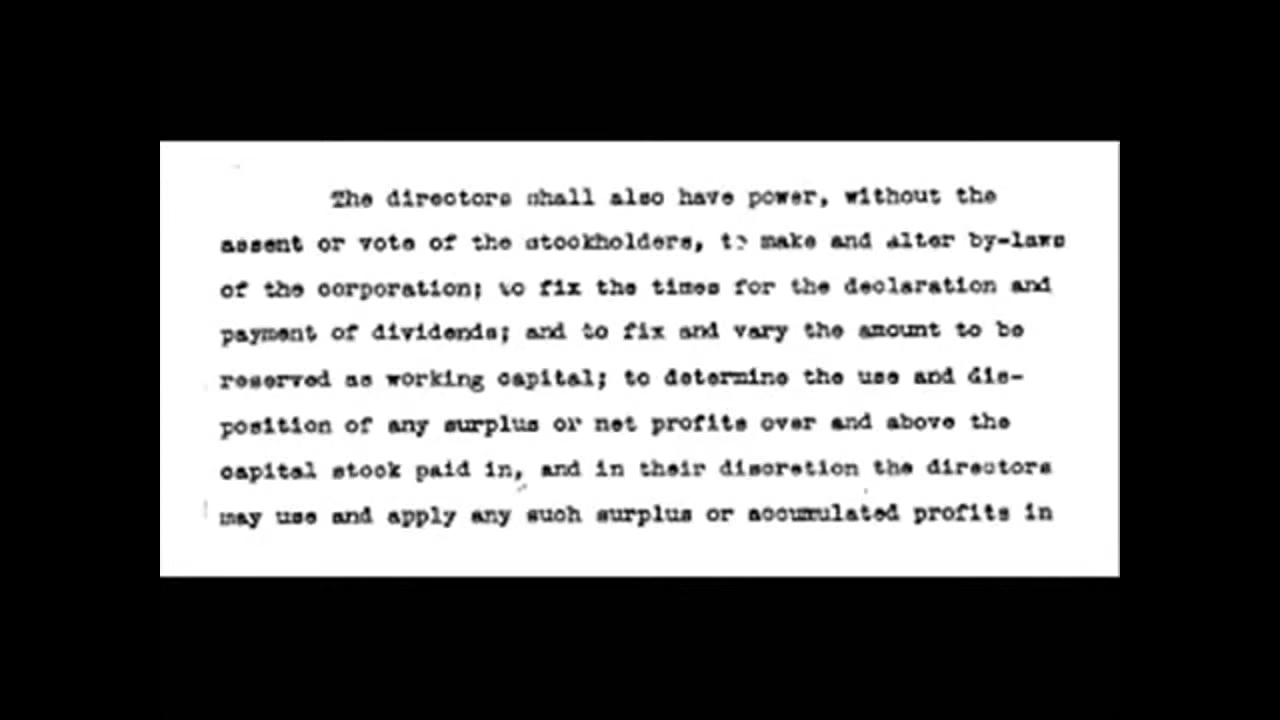 The directors shall also have power, without the
assent or vote of the stockholders, to make and alter by-laws
of the corporation; to fix the times for the declaration and
payment of dividends; and to fix and vary the amount to be
reserved as working capital; to determine the use and dis-
position of any surplus or net profits over and above the
capital stock paid in, and in their discretion the directors
may use and apply any such surplus or accumulated profits in